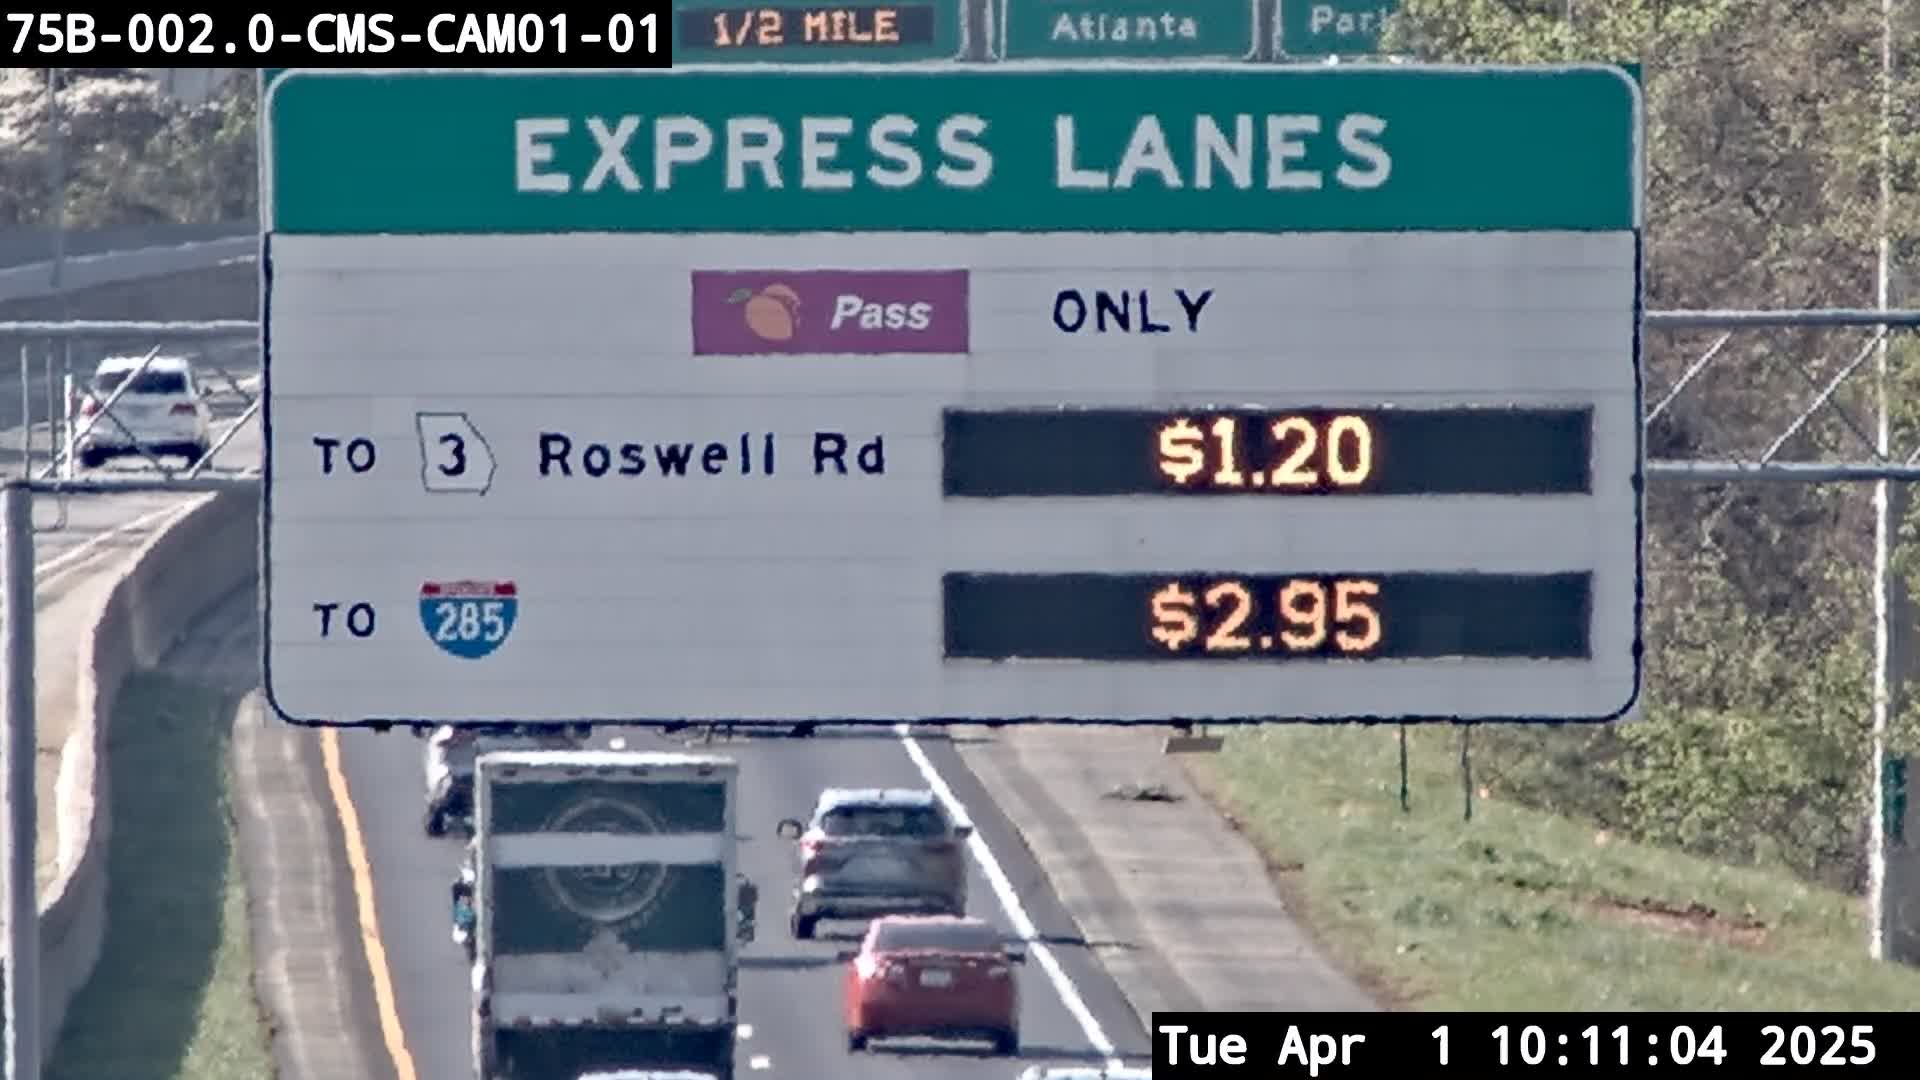 75B-002.0-CMS-CAM01-01
1/2 MILE
Atlanta
Park
EXPRESS LANES
Pass ONLY
TO 3 Roswell Rd $1.20
TO 285 $2.95
Tue Apr 1 10:11:04 2025